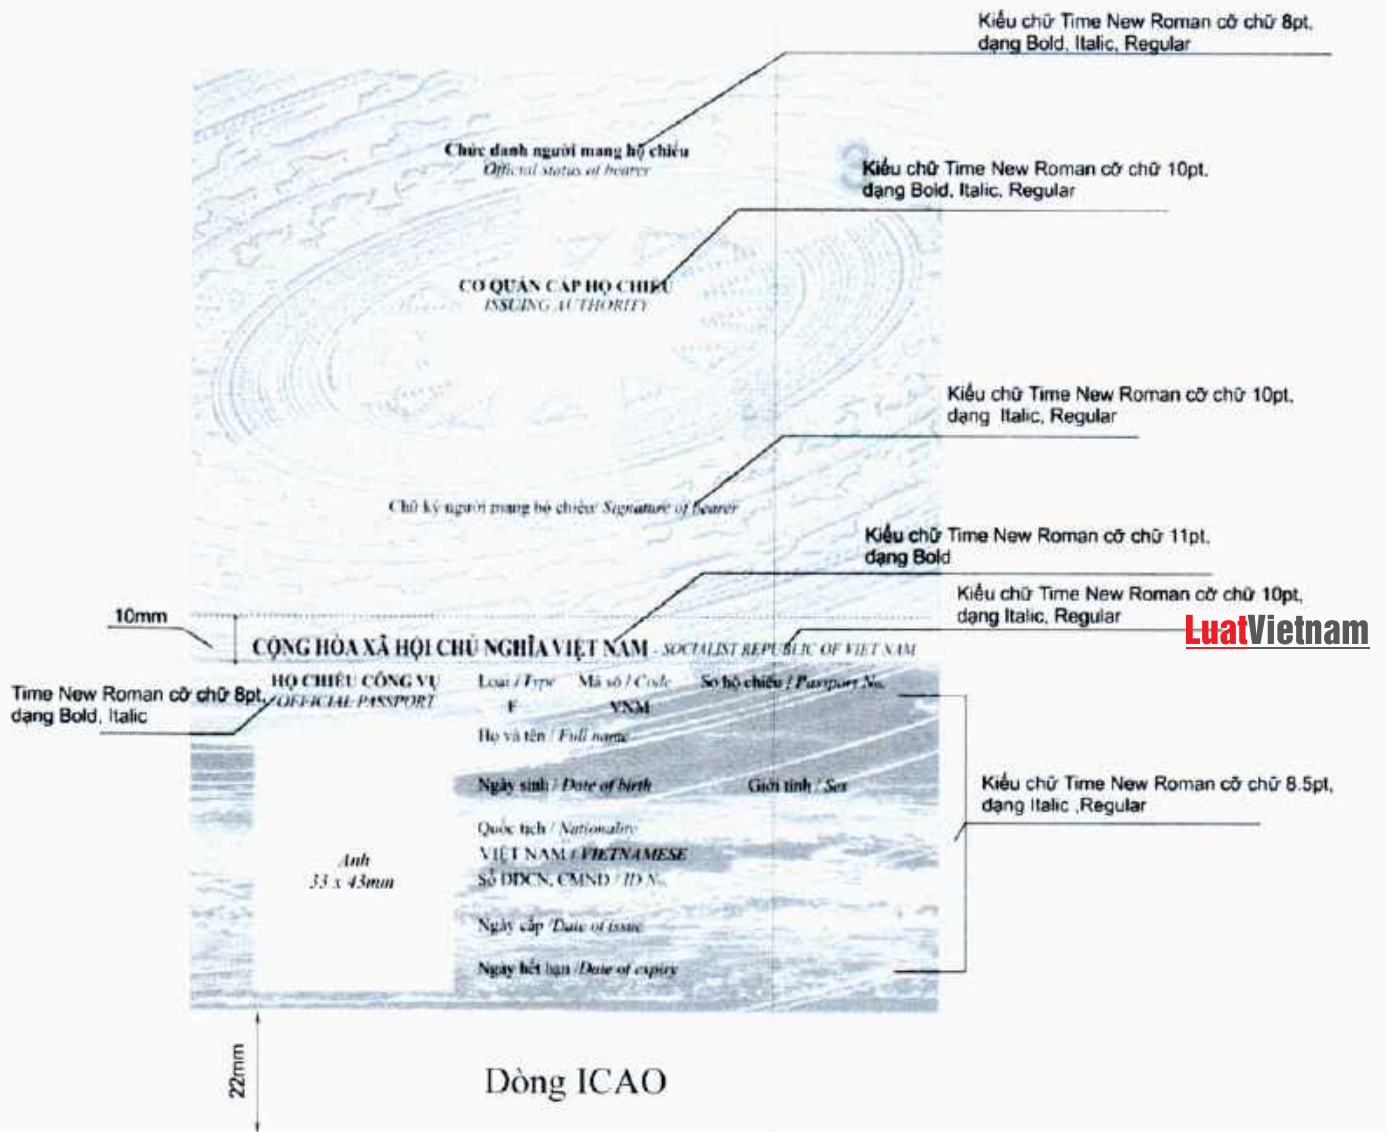 Kiểu chữ Time New Roman cỡ chữ 8pt,
dạng Bold, Italic, Regular
Chức danh người mang hộ chiếu
Official status of bearer
3
Kiểu chữ Time New Roman cỡ chữ 10pt,
dạng Bold, Italic, Regular
CƠ QUAN CẤP HỘ CHIẾU
ISSUING AUTHORITY
Kiểu chữ Time New Roman cỡ chữ 10pt,
dạng Italic, Regular
Chữ ký người mang hộ chiếu/ Signature of bearer
Kiểu chữ Time New Roman cỡ chữ 11pt,
dạng Bold
Kiểu chữ Time New Roman cỡ chữ 10pt,
dạng Italic, Regular
LuatVietnam
10mm
CỘNG HÒA XÃ HỘI CHỦ NGHĨA VIỆT NAM - SOCIALIST REPUBLIC OF VIET NAM
HỘ CHIẾU CÔNG VỤ
OFFICIAL PASSPORT
Loại / Type Mã số / Code Số hộ chiếu / Passport No.
F VNM
Time New Roman cỡ chữ 8pt,
dạng Bold, Italic
Họ và tên / Full name
Ngày sinh / Date of birth Giới tính / Sex
Kiểu chữ Time New Roman cỡ chữ 8.5pt,
dạng Italic ,Regular
Quốc tịch / Nationality
VIỆT NAM / VIETNAMESE
Số ĐDCN, CMND / ID No.
Ảnh
33 x 43mm
Ngày cấp /Date of issue
Ngày hết hạn /Date of expiry
22mm
Dòng ICAO